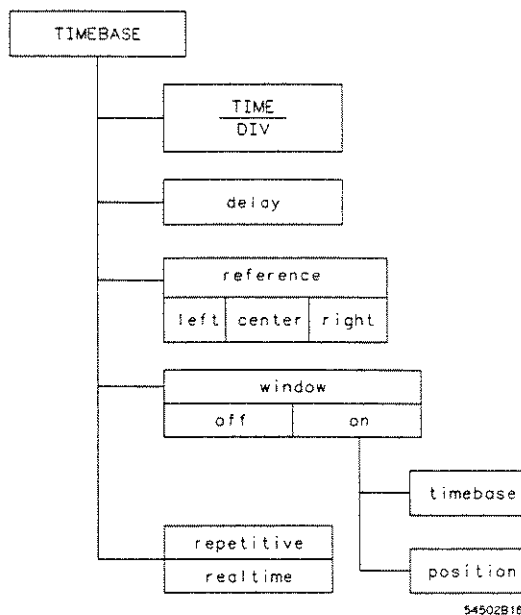 TIMEBASE
TIME
DIV
delay
reference
left center right
window
off on
timebase
repetitive
realtime
position
54502B16